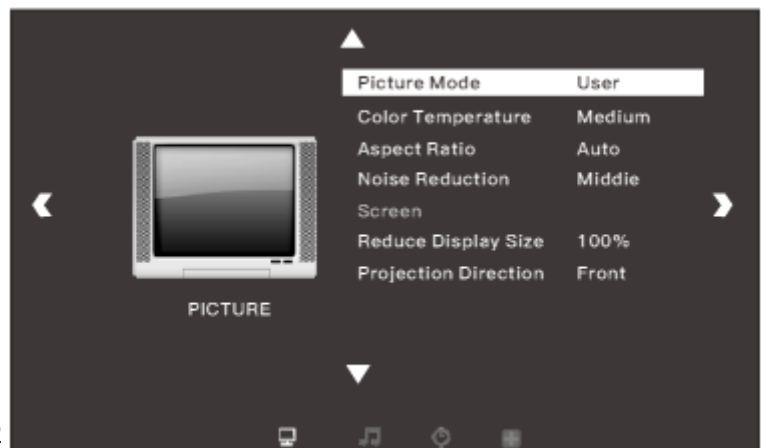 Picture Mode User
Color Temperature Medium
Aspect Ratio Auto
Noise Reduction Middie
Screen
Reduce Display Size 100%
Projection Direction Front
PICTURE